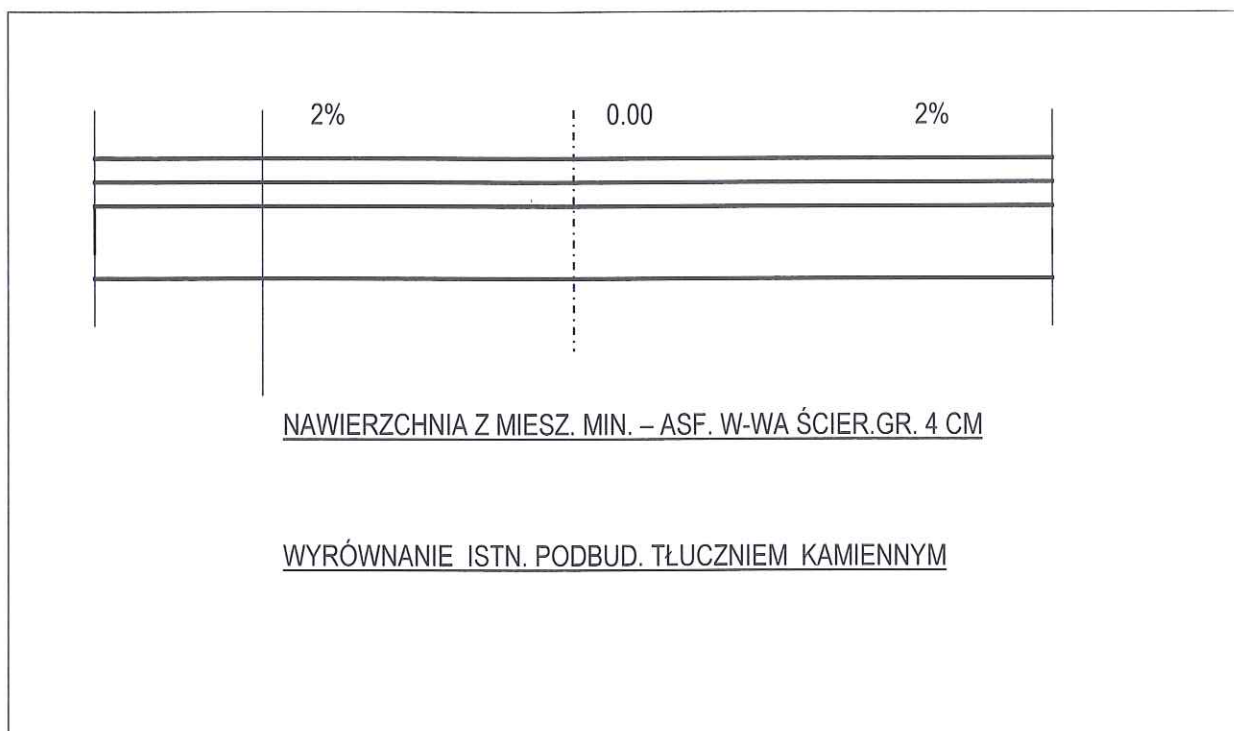 2% 0.00 2%
NAWIERZCHNIA Z MIESZ. MIN. – ASF. W-WA ŚCIER.GR. 4 CM
WYRÓWNANIE ISTN. PODBUD. TŁUCZNIEM KAMIENNYM